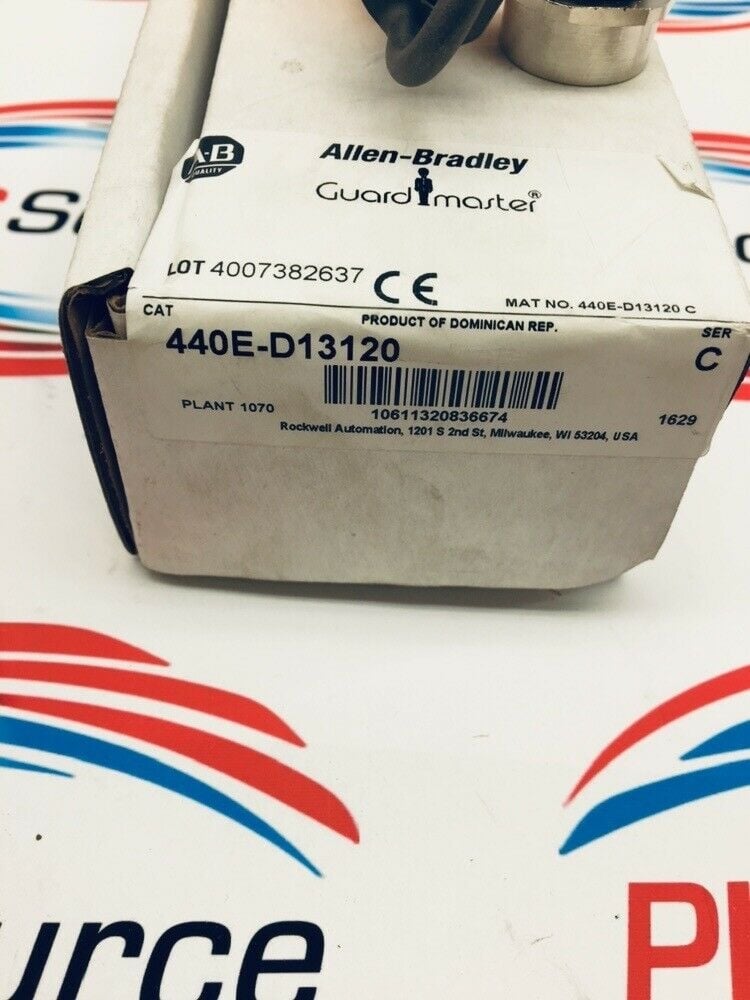 A-B
QUALITY
Allen-Bradley
Guardmaster®
LOT 4007382637 CE
MAT NO. 440E-D13120 C
CAT
PRODUCT OF DOMINICAN REP.
SER
440E-D13120
C
PLANT 1070
10611320836674
1629
Rockwell Automation, 1201 S 2nd St, Milwaukee, WI 53204, USA
urce